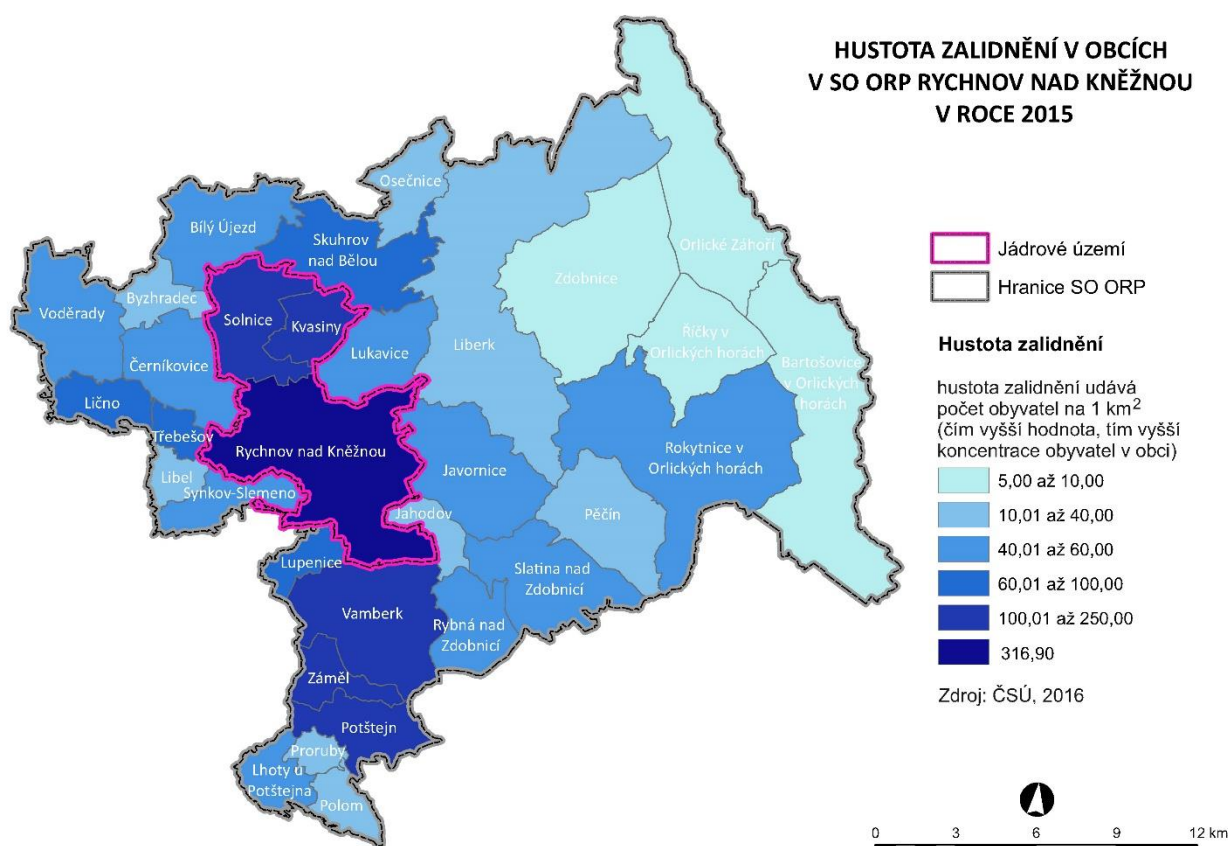 HUSTOTA ZALIDNĚNÍ V OBCÍCH
V SO ORP RYCHNOV NAD KNĚŽNOU
V ROCE 2015
Osečnice
Bílý Újezd
Skuhrov
nad Bělou
Orlické Záhoří
Zdobnice
Byzhradec
Voděrady
Solnice
Kvasiny
Říčky v
Orlických horách
Lukavice
Liberk
Černíkovice
Bartošovice
v Orlických
horách
Lično
Třebešov
Rychnov nad Kněžnou
Javornice
Rokytnice v
Orlických horách
Libel
Synkov-Slemeno
Jahodov
Pěčín
Lupenice
Slatina nad
Zdobnicí
Vamberk
Rybná nad
Zdobnicí
Záměl
Potštejn
Proruby
Lhoty u
Potštejna
Polom
Jádrové území
Hranice SO ORP
Hustota zalidnění
hustota zalidnění udává
počet obyvatel na 1 km²
(čím vyšší hodnota, tím vyšší
koncentrace obyvatel v obci)
5,00 až 10,00
10,01 až 40,00
40,01 až 60,00
60,01 až 100,00
100,01 až 250,00
316,90
Zdroj: ČSÚ, 2016
0 3 6 9 12 km